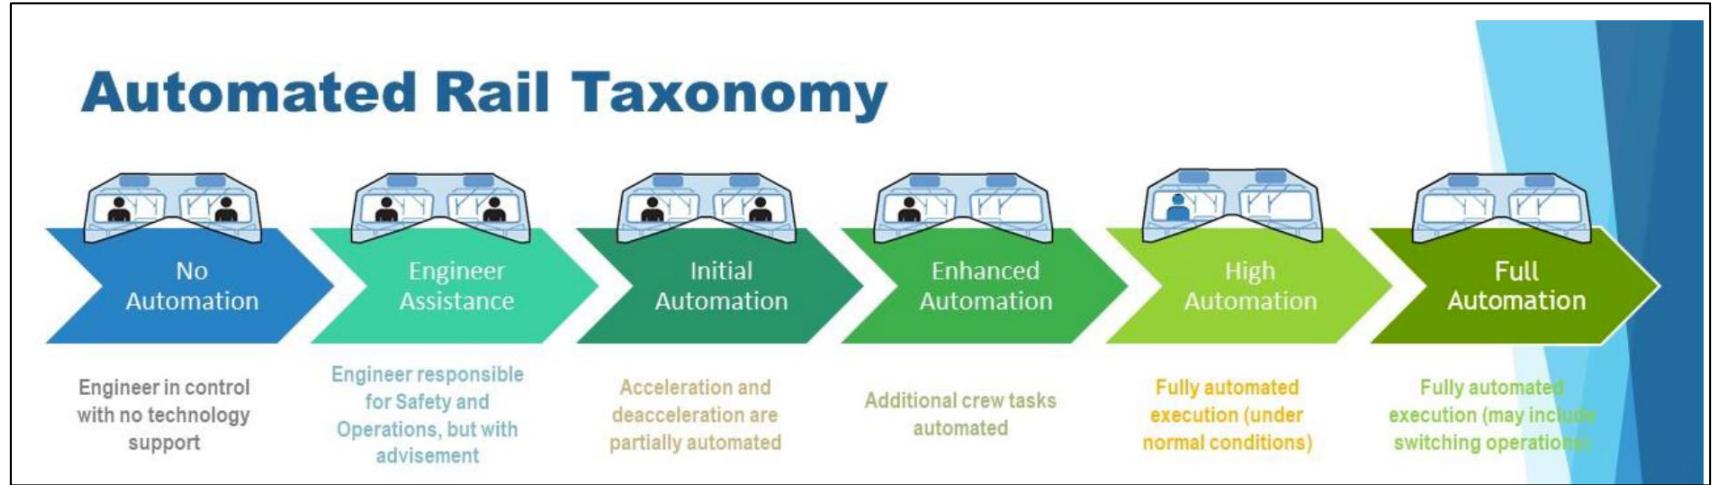 Automated Rail Taxonomy
No
Automation
Engineer
Assistance
Initial
Automation
Enhanced
Automation
High
Automation
Full
Automation
Engineer in control
with no technology
support
Engineer responsible
for Safety and
Operations, but with
advisement
Acceleration and
deacceleration are
partially automated
Additional crew tasks
automated
Fully automated
execution (under
normal conditions)
Fully automated
execution (may include
switching operations)